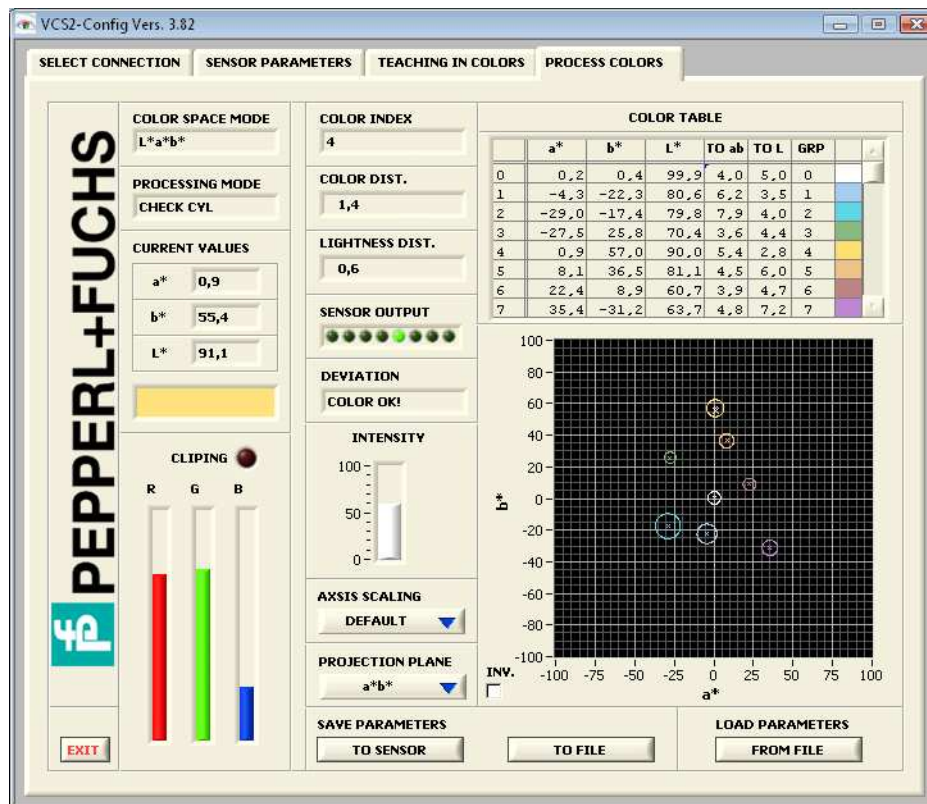 VCS2-Config Vers. 3.82
SELECT CONNECTION
SENSOR PARAMETERS
TEACHING IN COLORS
PROCESS COLORS
PEPPERL+FUCHS
COLOR SPACE MODE
L*a*b*
PROCESSING MODE
CHECK CYL
CURRENT VALUES
a* 0,9
b* 55,4
L* 91,1
CLIPING
R G B
EXIT
COLOR INDEX
4
COLOR DIST.
1,4
LIGHTNESS DIST.
0,6
SENSOR OUTPUT
DEVIATION
COLOR OK!
INTENSITY
100
50
0
AXSIS SCALING
DEFAULT
PROJECTION PLANE
a*b*
COLOR TABLE
a* b* L* TO ab TO L GRP
0 0,2 0,4 99,9 4,0 5,0 0
1 -4,3 -22,3 80,6 6,2 3,5 1
2 -29,0 -17,4 79,8 7,9 4,0 2
3 -27,5 25,8 70,4 3,6 4,4 3
4 0,9 57,0 90,0 5,4 2,8 4
5 8,1 36,5 81,1 4,5 6,0 5
6 22,4 8,9 60,7 3,9 4,7 6
7 35,4 -31,2 63,7 4,8 7,2 7
100
80
60
40
20
0
-20
-40
-60
-80
-100
b*
-100 -75 -50 -25 0 25 50 75 100
a*
INV.
SAVE PARAMETERS
TO SENSOR
TO FILE
LOAD PARAMETERS
FROM FILE